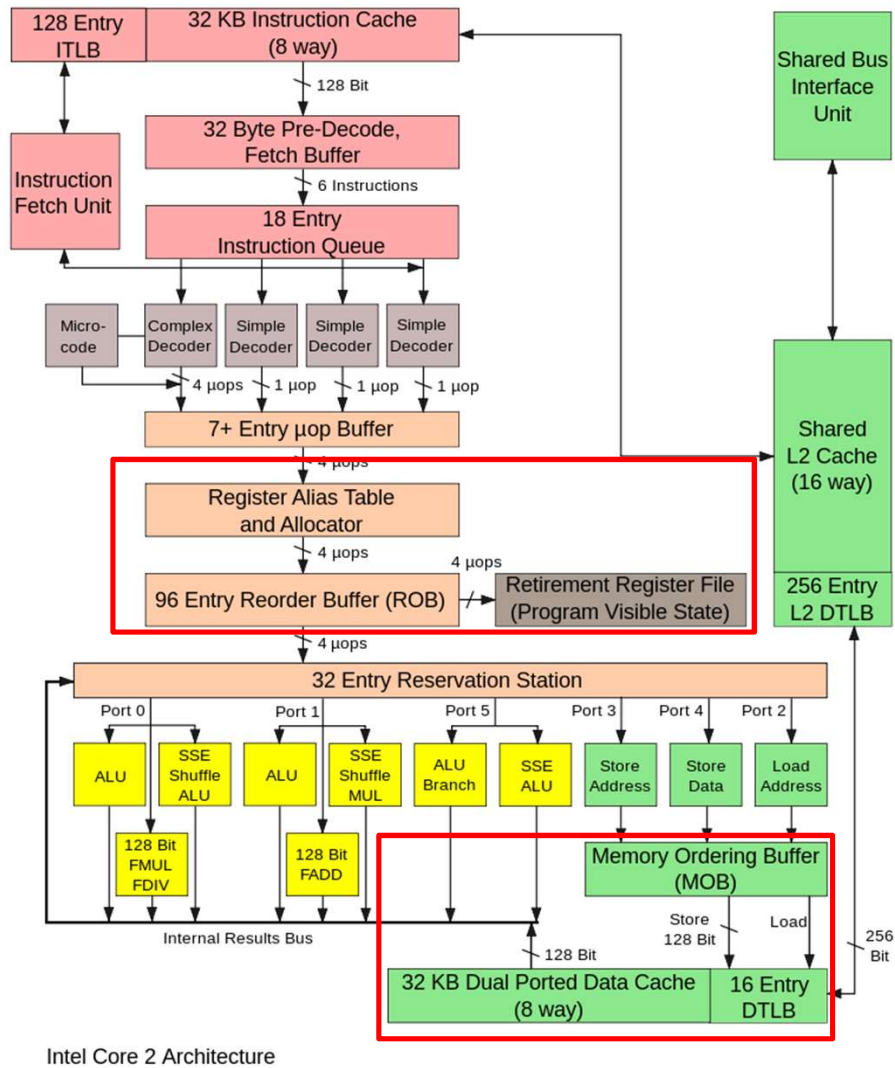 128 Entry
ITLB
32 KB Instruction Cache
(8 way)
128 Bit
32 Byte Pre-Decode,
Fetch Buffer
Instruction
Fetch Unit
6 Instructions
18 Entry
Instruction Queue
Micro-
code
Complex
Decoder
Simple
Decoder
Simple
Decoder
Simple
Decoder
4 µops
1 µop
1 µop
1 µop
7+ Entry µop Buffer
4 µops
Register Alias Table
and Allocator
4 µops
96 Entry Reorder Buffer (ROB)
4 µops
Retirement Register File
(Program Visible State)
4 µops
Shared Bus
Interface
Unit
Shared
L2 Cache
(16 way)
256 Entry
L2 DTLB
32 Entry Reservation Station
Port 0
Port 1
Port 5
Port 3
Port 4
Port 2
ALU
SSE
Shuffle
ALU
ALU
SSE
Shuffle
MUL
ALU
Branch
SSE
ALU
Store
Address
Store
Data
Load
Address
128 Bit
FMUL
FDIV
128 Bit
FADD
Memory Ordering Buffer
(MOB)
Internal Results Bus
Store
128 Bit
Load
256
Bit
128 Bit
32 KB Dual Ported Data Cache
(8 way)
16 Entry
DTLB
Intel Core 2 Architecture